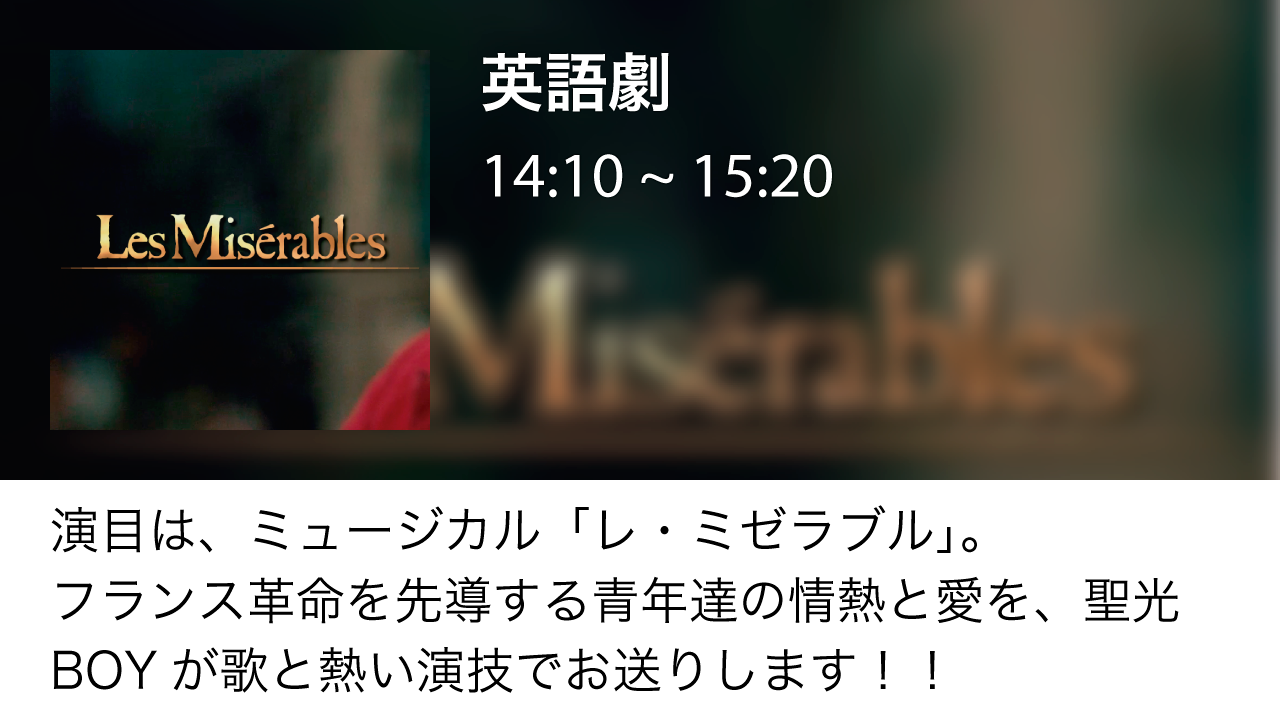 英語劇
14:10 ~ 15:20
Les Misérables
Misérables
演目は、ミュージカル「レ・ミゼラブル」。
フランス革命を先導する青年達の情熱と愛を、聖光
BOY が歌と熱い演技でお送りします！！